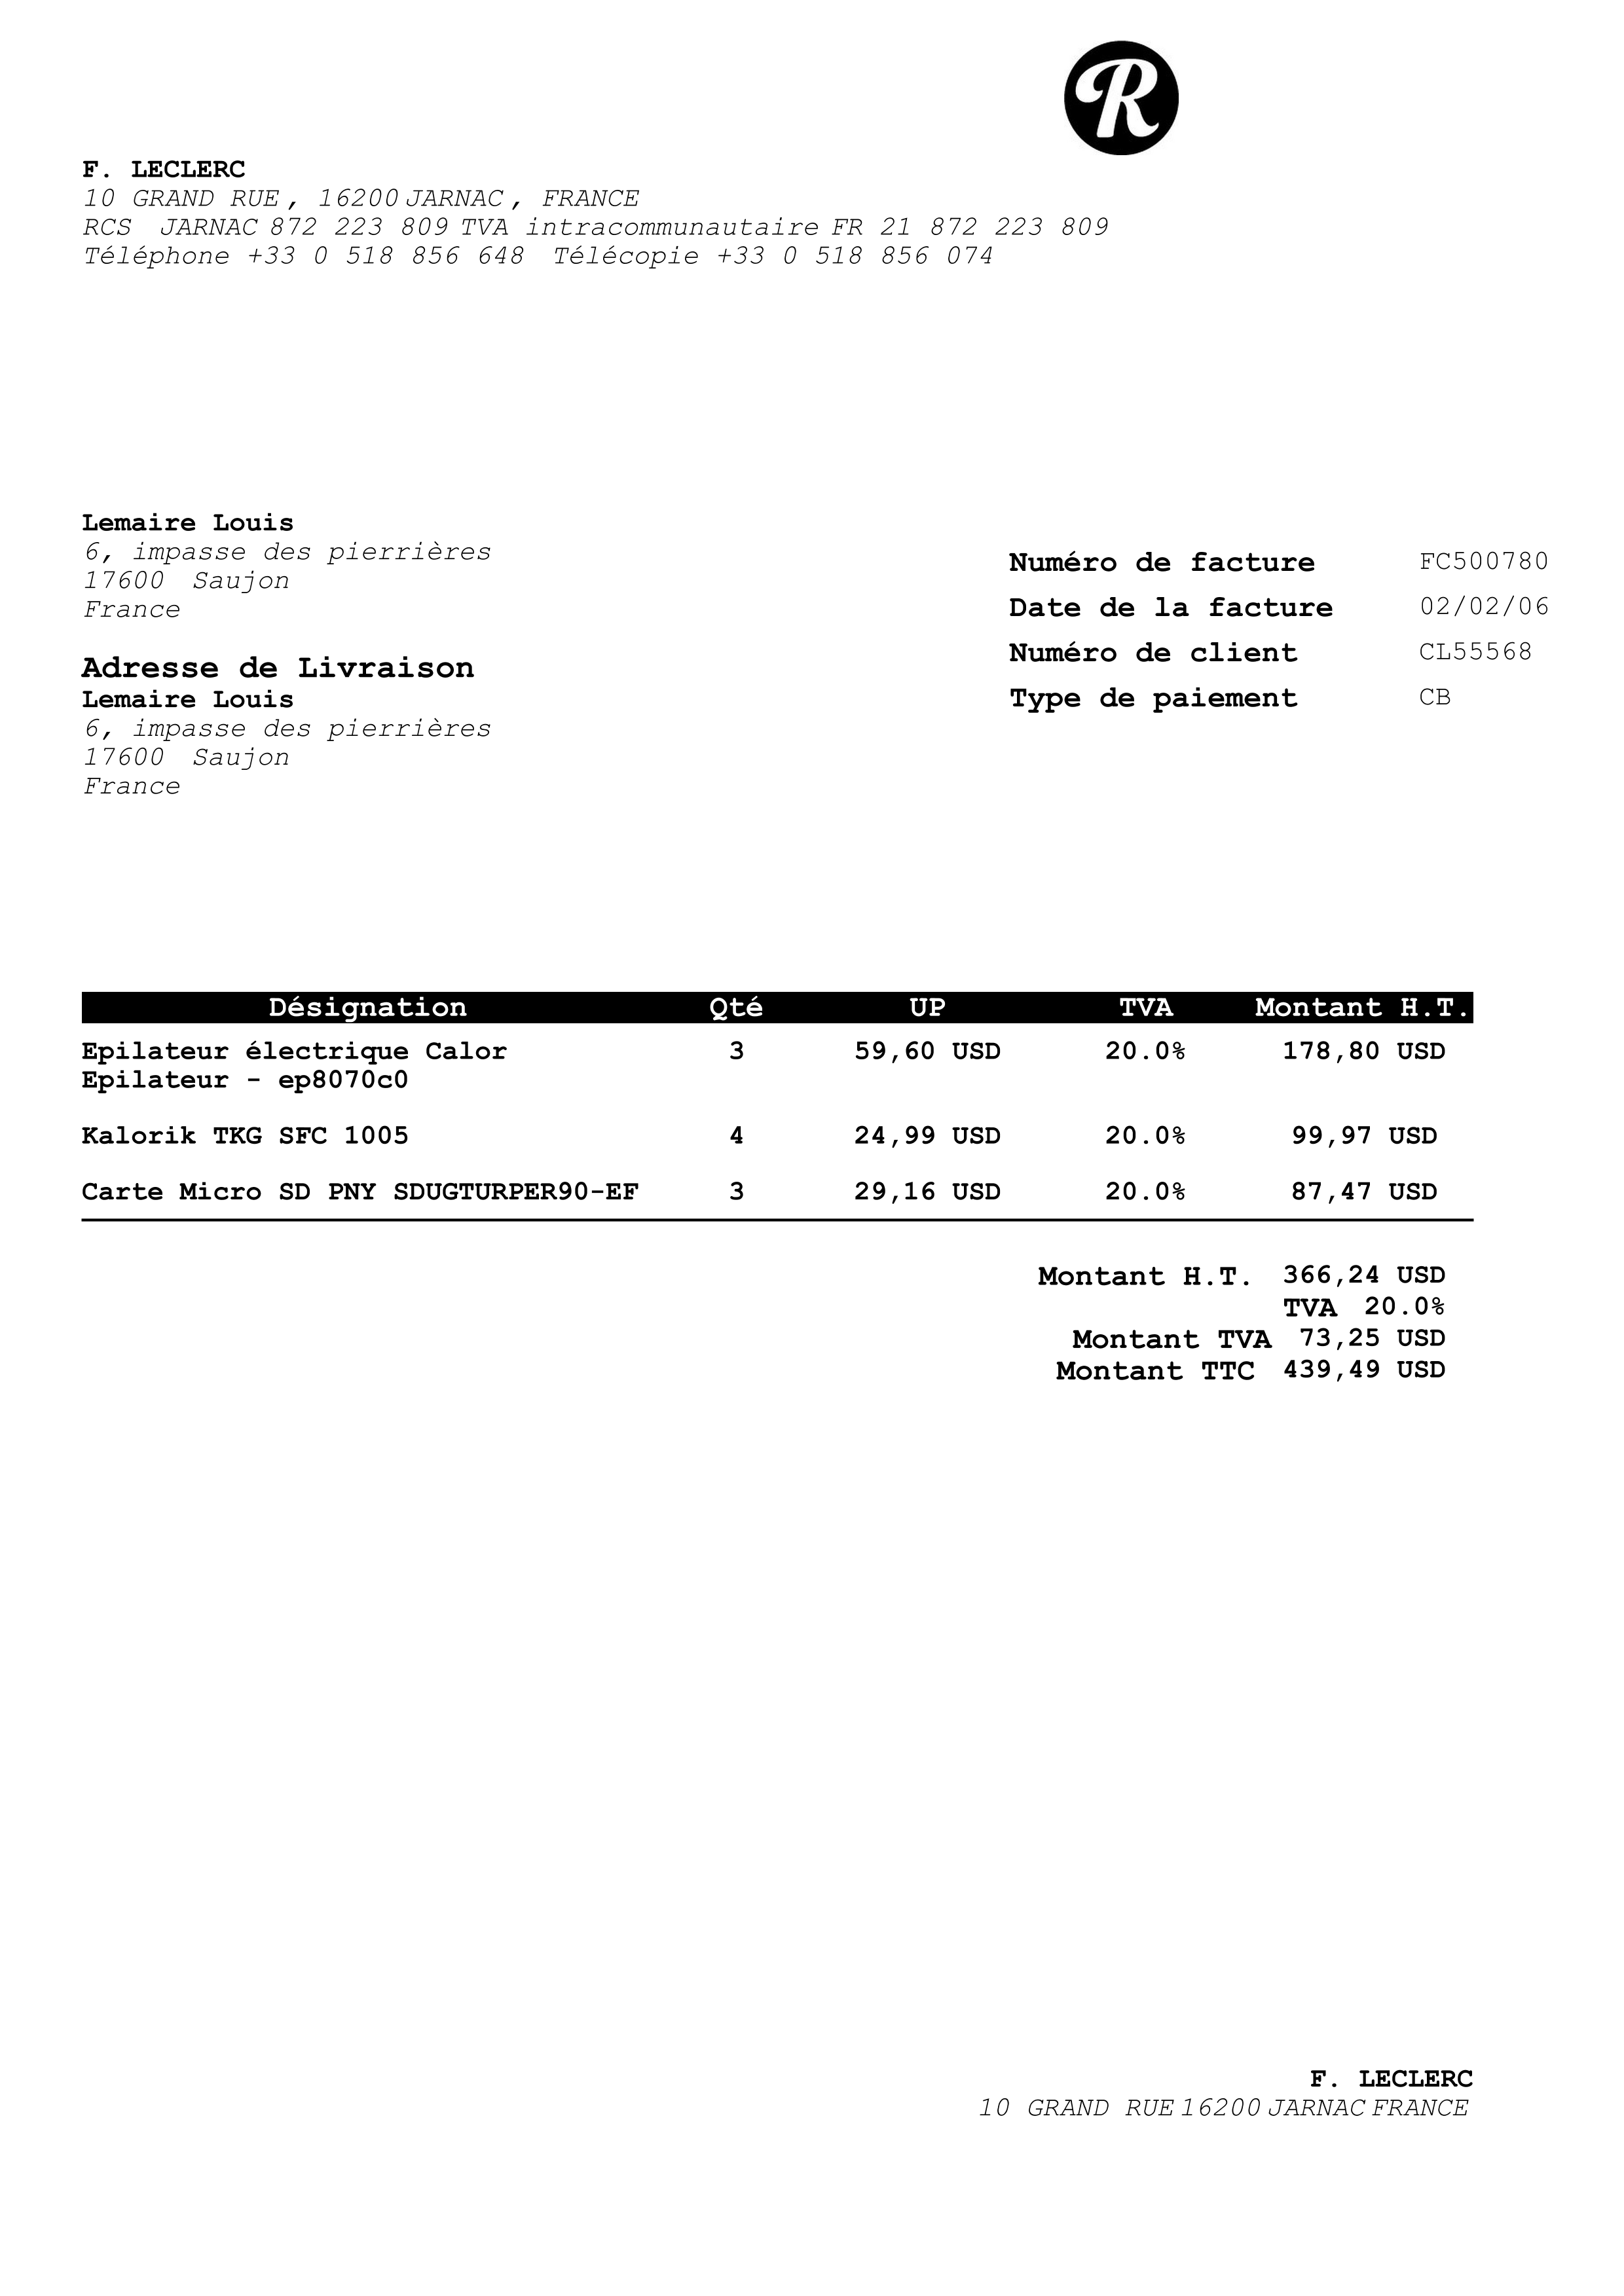 R
F. LECLERC
10 GRAND RUE, 16200 JARNAC, FRANCE
RCS JARNAC 872 223 809 TVA intracommunautaire FR 21 872 223 809
Téléphone +33 0 518 856 648 Télécopie +33 0 518 856 074
Lemaire Louis
6, impasse des pierrières
17600 Saujon
France
Numéro de facture FC500780
Date de la facture 02/02/06
Numéro de client CL55568
Type de paiement CB
Adresse de Livraison
Lemaire Louis
6, impasse des pierrières
17600 Saujon
France
Désignation Qté UP TVA Montant H.T.
Epilateur électrique Calor 3 59,60 USD 20.0% 178,80 USD
Epilateur - ep8070c0
Kalorik TKG SFC 1005 4 24,99 USD 20.0% 99,97 USD
Carte Micro SD PNY SDUGTURPER90-EF 3 29,16 USD 20.0% 87,47 USD
Montant H.T. 366,24 USD
TVA 20.0%
Montant TVA 73,25 USD
Montant TTC 439,49 USD
F. LECLERC
10 GRAND RUE 16200 JARNAC FRANCE